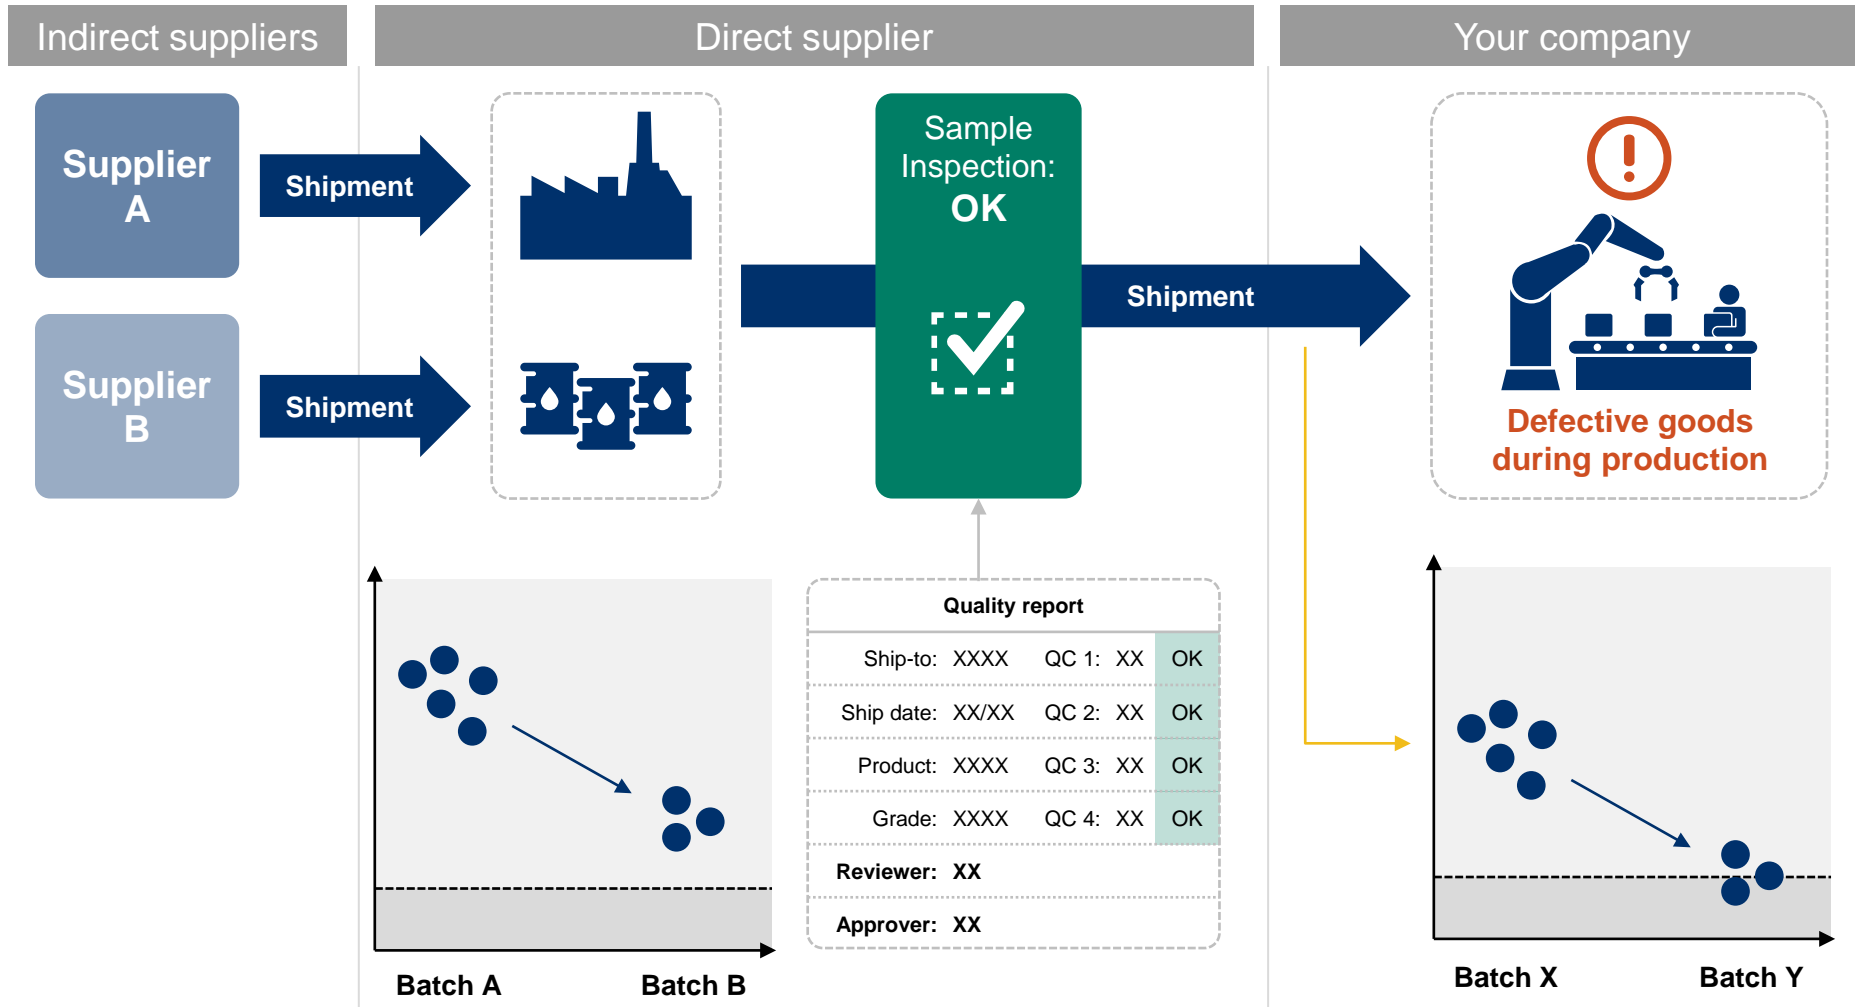 Indirect suppliers
Direct supplier
Your company
Supplier
A
Shipment
Supplier
B
Shipment
Sample
Inspection:
OK
Shipment
Defective goods
during production
Quality report
Ship-to: XXXX QC 1: XX OK
Ship date: XX/XX QC 2: XX OK
Product: XXXX QC 3: XX OK
Grade: XXXX QC 4: XX OK
Reviewer: XX
Approver: XX
Batch A
Batch B
Batch X
Batch Y